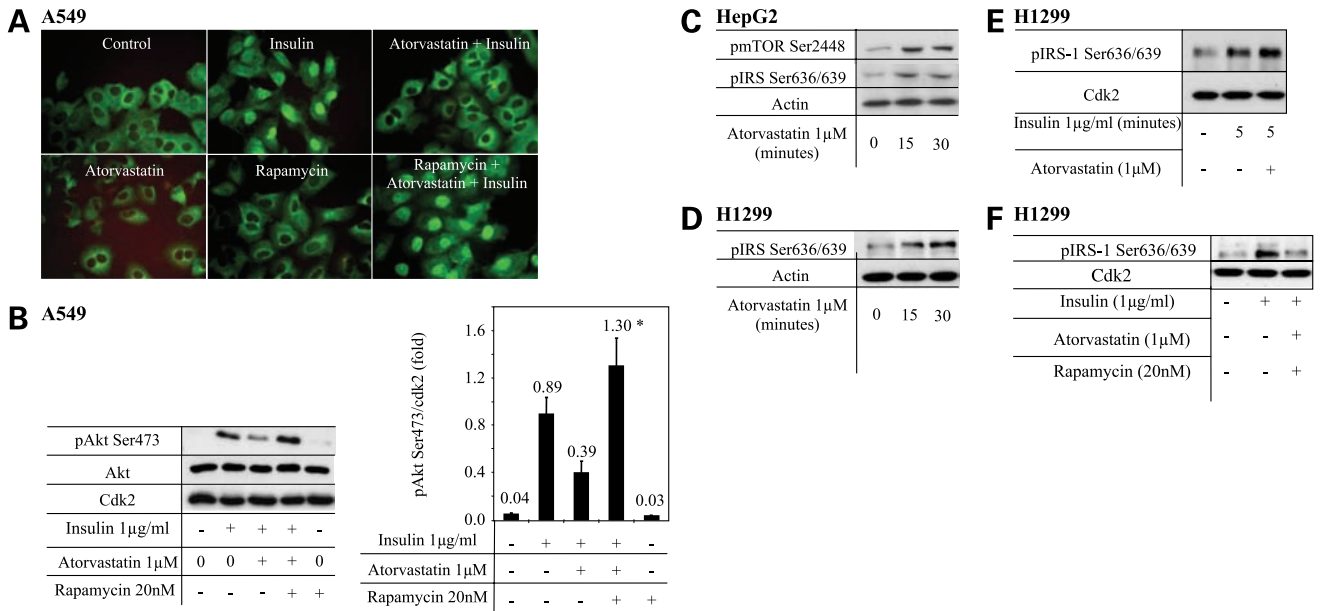 A A549
Control
Insulin
Atorvastatin + Insulin
Atorvastatin
Rapamycin
Rapamycin +
Atorvastatin + Insulin
B A549
pAkt Ser473
Akt
Cdk2
Insulin 1µg/ml - + + + -
Atorvastatin 1µM 0 0 + + 0
Rapamycin 20nM - - - + +
pAkt Ser473/cdk2 (fold)
1.6
1.2
0.8
0.4
0.0
0.04
0.89
0.39
1.30 *
0.03
Insulin 1µg/ml - + + + -
Atorvastatin 1µM - - + + -
Rapamycin 20nM - - - + +
C HepG2
pmTOR Ser2448
pIRS Ser636/639
Actin
Atorvastatin 1µM
(minutes)
0 15 30
D H1299
pIRS Ser636/639
Actin
Atorvastatin 1µM
(minutes)
0 15 30
E H1299
pIRS-1 Ser636/639
Cdk2
Insulin 1µg/ml (minutes) - 5 5
Atorvastatin (1µM) - - +
F H1299
pIRS-1 Ser636/639
Cdk2
Insulin (1µg/ml) - + +
Atorvastatin (1µM) - - +
Rapamycin (20nM) - - +